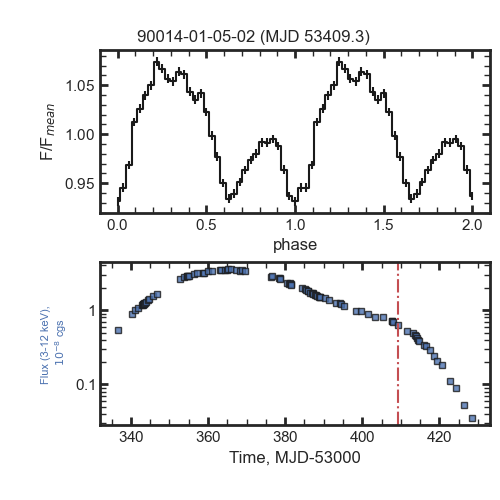 90014-01-05-02 (MJD 53409.3)
1.05
1.00
0.95
F/F_mean
0.0 0.5 1.0 1.5 2.0
phase
1
0.1
Flux (3-12 keV),
10⁻⁸ cgs
340 360 380 400 420
Time, MJD-53000